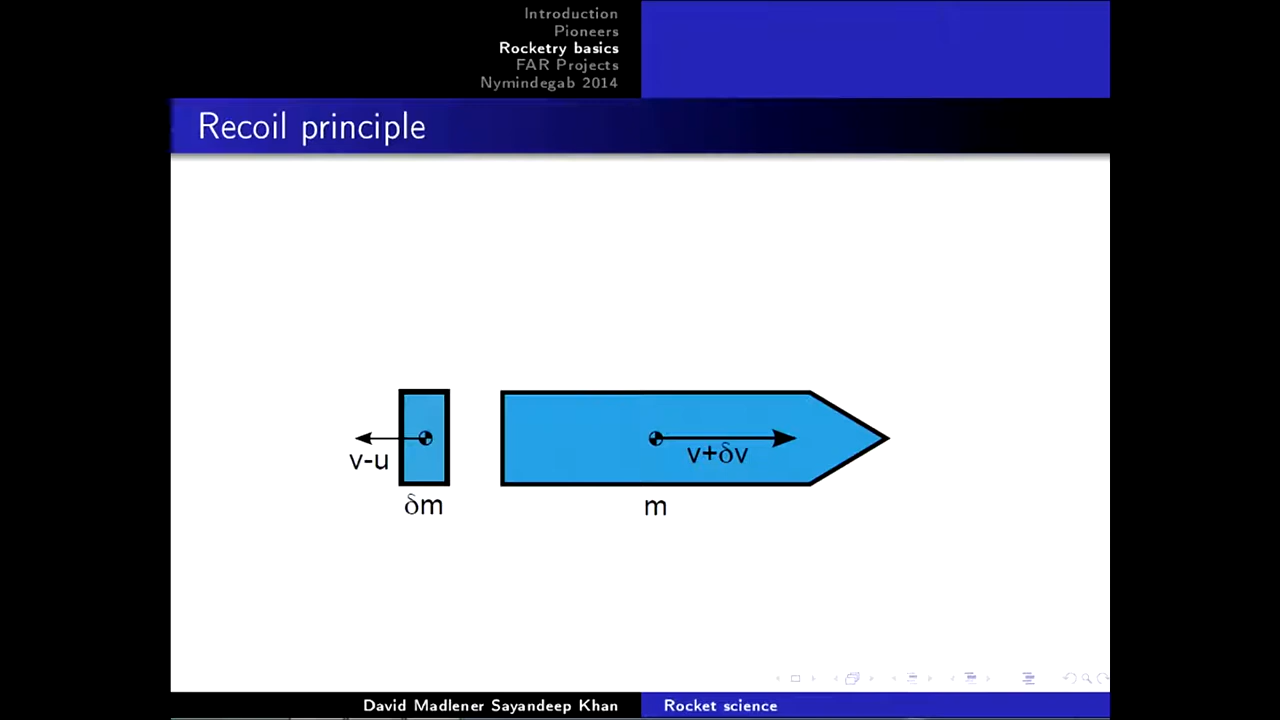 Introduction
Pioneers
Rocketry basics
FAR Projects
Nymindegab 2014
Recoil principle
v-u
v+δv
δm
m
David Madlener Sayandeep Khan
Rocket science